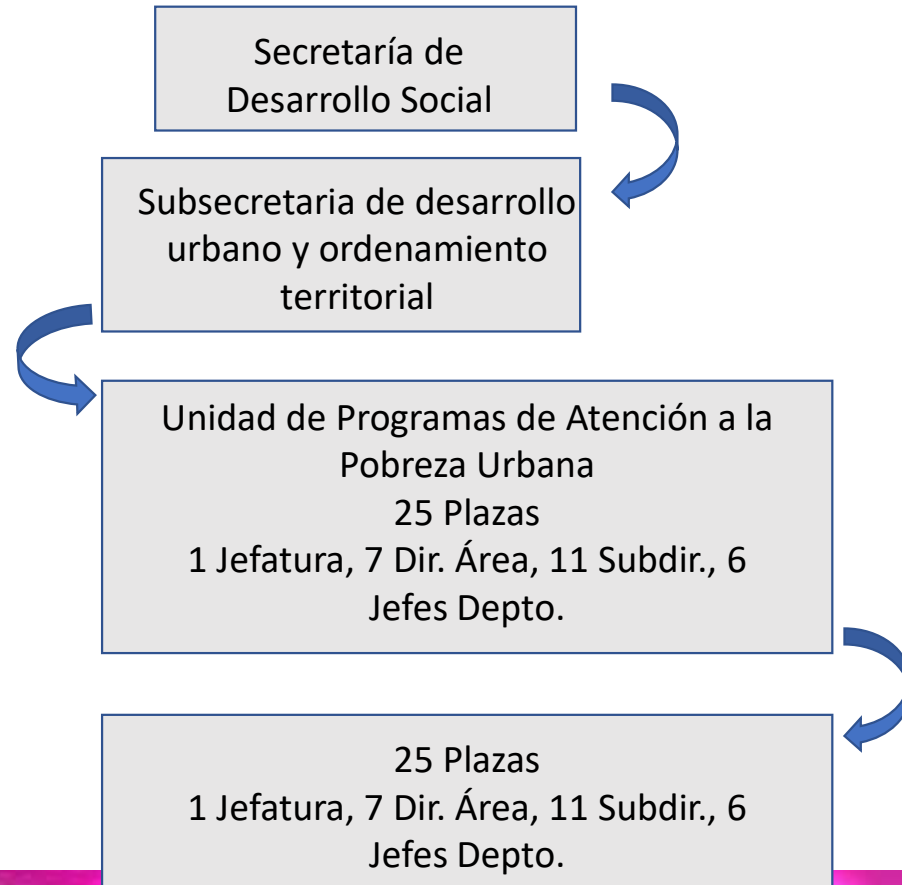 Secretaría de
Desarrollo Social
Subsecretaria de desarrollo
urbano y ordenamiento
territorial
Unidad de Programas de Atención a la
Pobreza Urbana
25 Plazas
1 Jefatura, 7 Dir. Área, 11 Subdir., 6
Jefes Depto.
25 Plazas
1 Jefatura, 7 Dir. Área, 11 Subdir., 6
Jefes Depto.